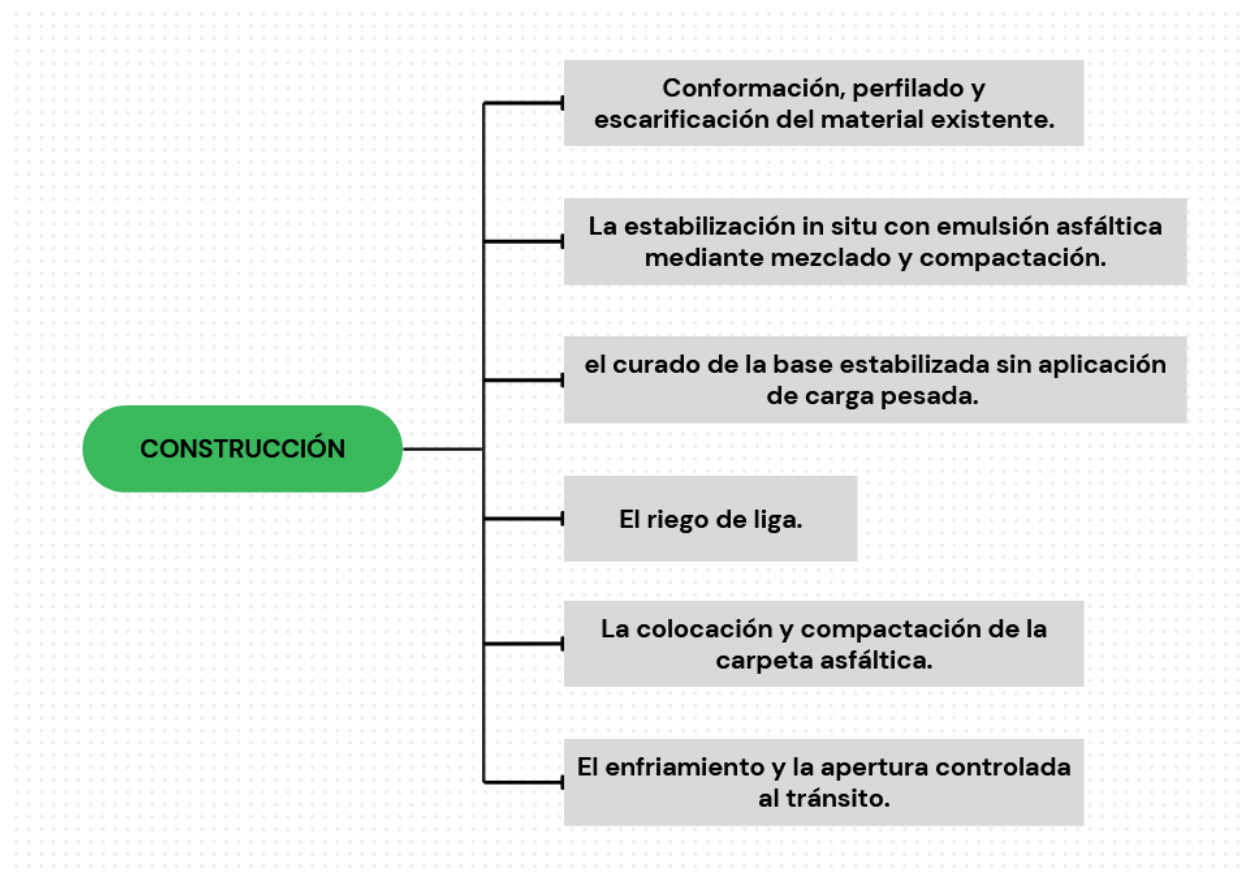 Conformación, perfilado y
escarificación del material existente.
La estabilización in situ con emulsión asfáltica
mediante mezclado y compactación.
el curado de la base estabilizada sin aplicación
de carga pesada.
CONSTRUCCIÓN
El riego de liga.
La colocación y compactación de la
carpeta asfáltica.
El enfriamiento y la apertura controlada
al tránsito.